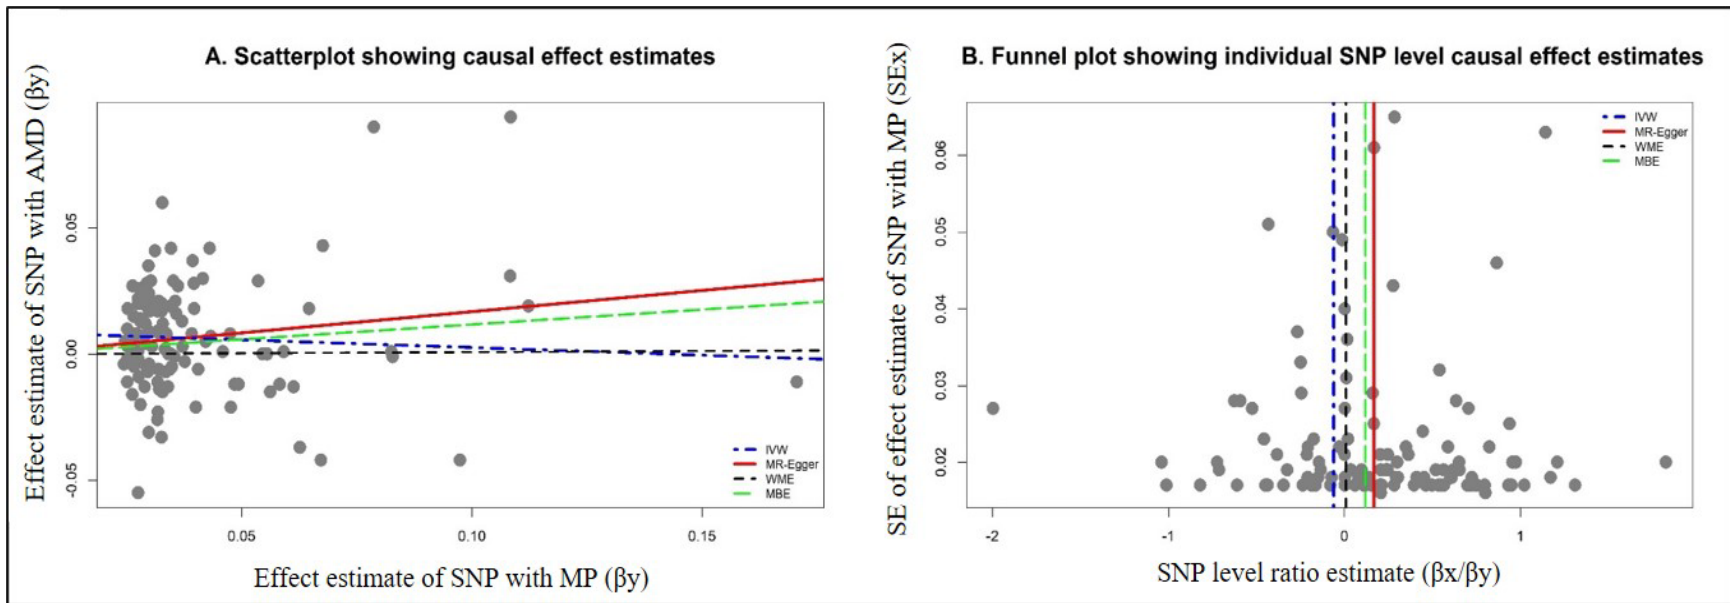 A. Scatterplot showing causal effect estimates
Effect estimate of SNP with AMD (βy)
0.05
0.00
-0.05
IVW
MR-Egger
WME
MBE
0.05
0.10
0.15
Effect estimate of SNP with MP (βy)
B. Funnel plot showing individual SNP level causal effect estimates
SE of effect estimate of SNP with MP (SEx)
0.06
0.05
0.04
0.03
0.02
IVW
MR-Egger
WME
MBE
-2
-1
0
1
SNP level ratio estimate (βx/βy)